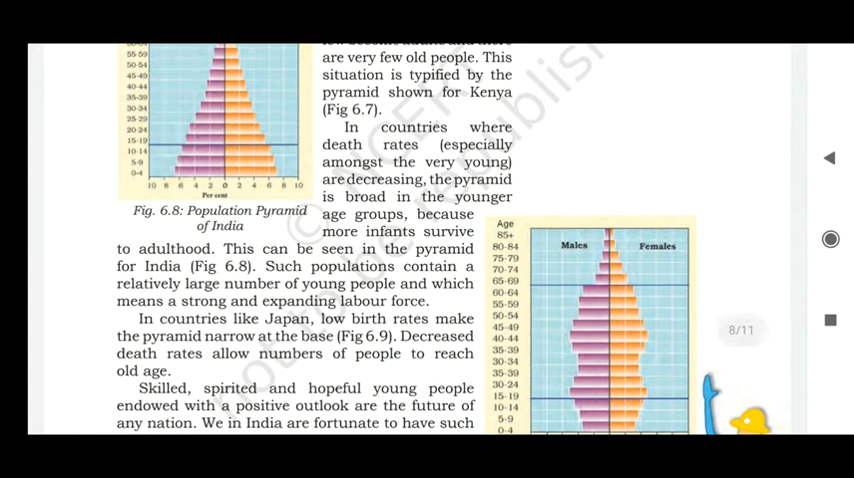 are very few old people. This
situation is typified by the
pyramid shown for Kenya
(Fig 6.7).
In countries where
death rates (especially
amongst the very young)
are decreasing, the pyramid
is broad in the younger
age groups, because
more infants survive
55-59
50-54
45-49
40-44
35-39
30-34
25-29
20-24
15-19
10-14
5-9
0-4
10 8 6 4 2 0 2 4 6 8 10
Per cent
Fig. 6.8: Population Pyramid
of India
to adulthood. This can be seen in the pyramid
for India (Fig 6.8). Such populations contain a
relatively large number of young people and which
means a strong and expanding labour force.
In countries like Japan, low birth rates make
the pyramid narrow at the base (Fig 6.9). Decreased
death rates allow numbers of people to reach
old age.
Skilled, spirited and hopeful young people
endowed with a positive outlook are the future of
any nation. We in India are fortunate to have such
Age
85+
80-84
75-79
70-74
65-69
60-64
55-59
50-54
45-49
40-44
35-39
30-34
35-39
30-24
15-19
10-14
5-9
0-4
Males
Females
8/11
© NCERT
not to be republish